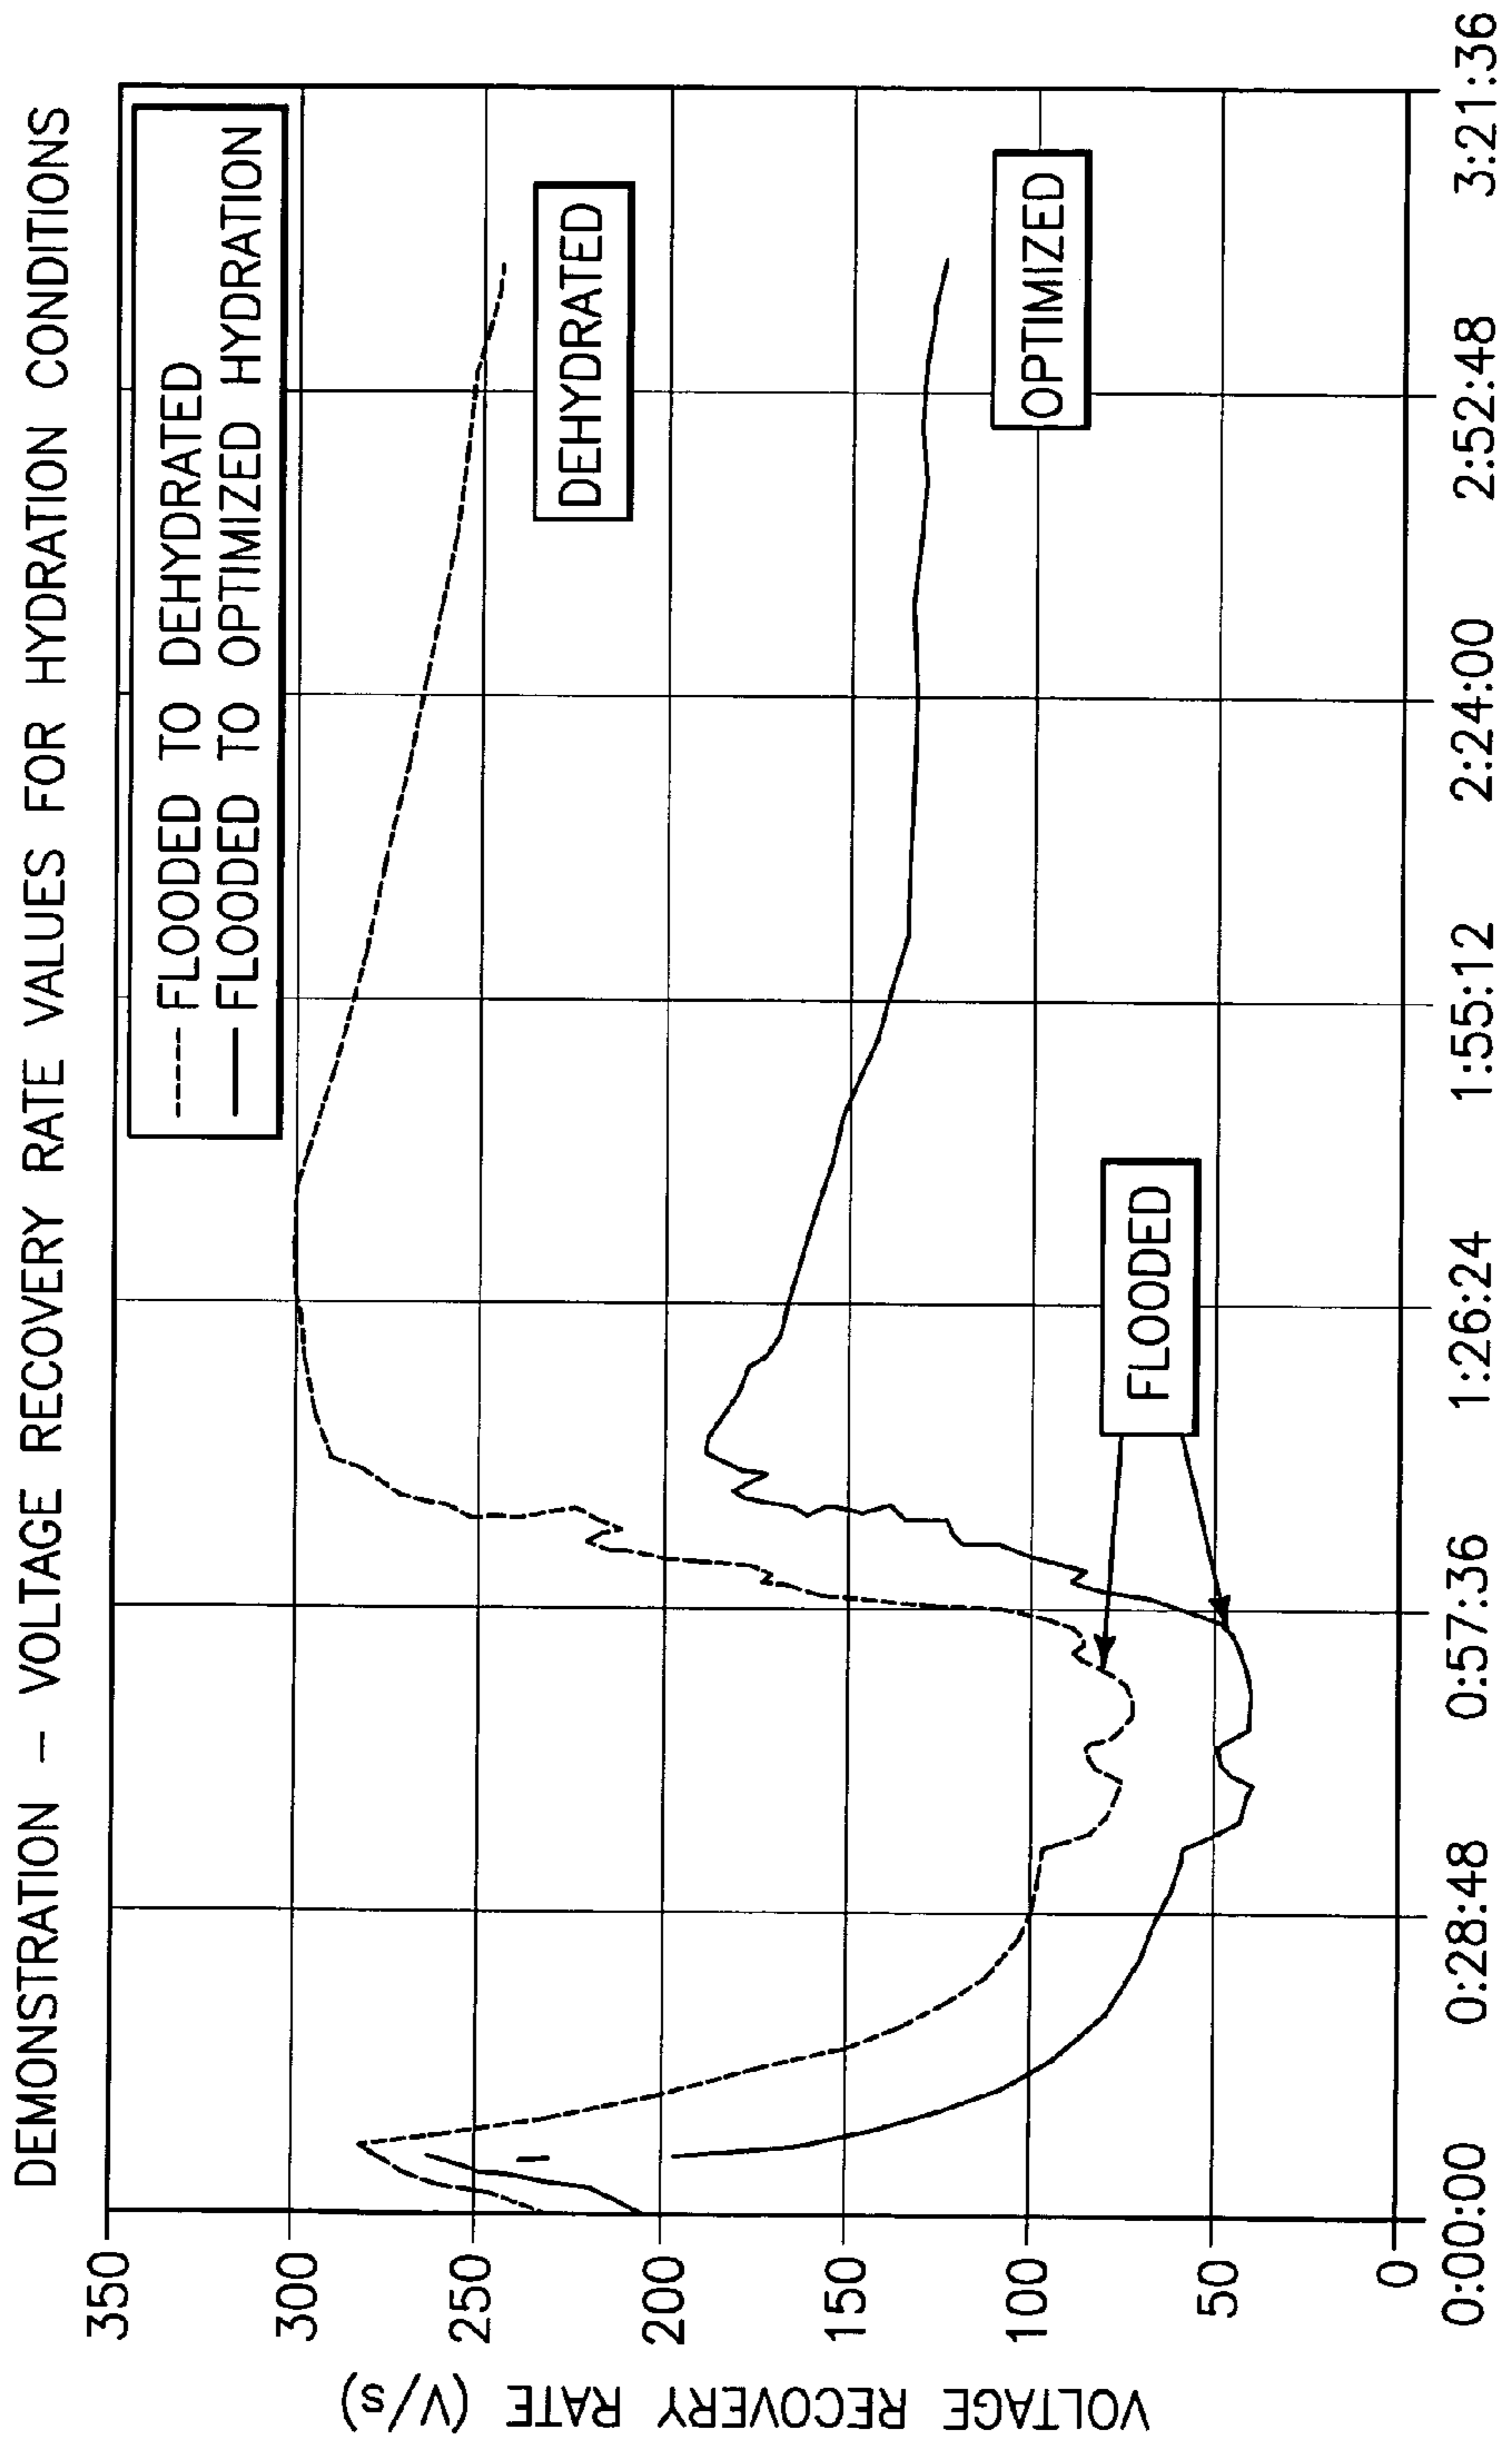 DEMONSTRATION – VOLTAGE RECOVERY RATE VALUES FOR HYDRATION CONDITIONS
FLOODED TO DEHYDRATED
FLOODED TO OPTIMIZED HYDRATION
DEHYDRATED
OPTIMIZED
FLOODED
VOLTAGE RECOVERY RATE (V/s)
350
300
250
200
150
100
50
0
0:00:00
0:28:48
0:57:36
1:26:24
1:55:12
2:24:00
2:52:48
3:21:36